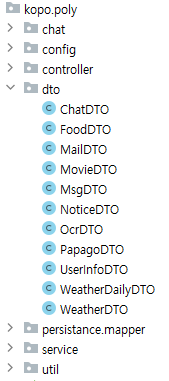 kopo.poly
chat
config
controller
dto
ChatDTO
FoodDTO
MailDTO
MovieDTO
MsgDTO
NoticeDTO
OcrDTO
PapagoDTO
UserInfoDTO
WeatherDailyDTO
WeatherDTO
persistance.mapper
service
util